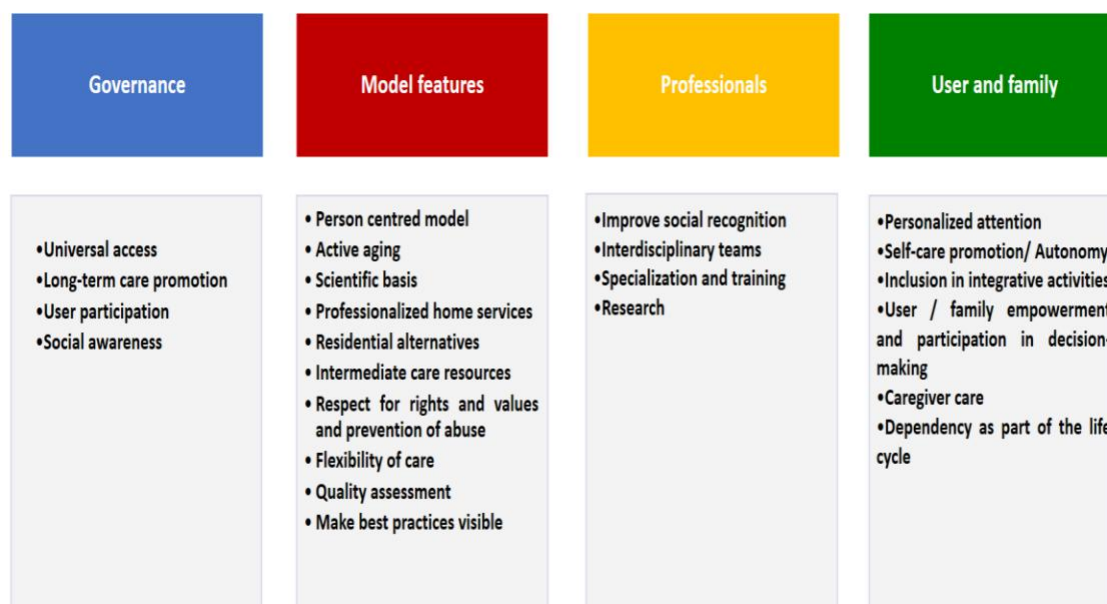 Governance
Model features
Professionals
User and family
•Universal access
•Long-term care promotion
•User participation
•Social awareness
• Person centred model
• Active aging
• Scientific basis
• Professionalized home services
• Residential alternatives
• Intermediate care resources
• Respect for rights and values
and prevention of abuse
• Flexibility of care
• Quality assessment
• Make best practices visible
•Improve social recognition
•Interdisciplinary teams
•Specialization and training
•Research
•Personalized attention
•Self-care promotion/ Autonomy
•Inclusion in integrative activities
•User / family empowerment
and participation in decision-
making
•Caregiver care
•Dependency as part of the life
cycle